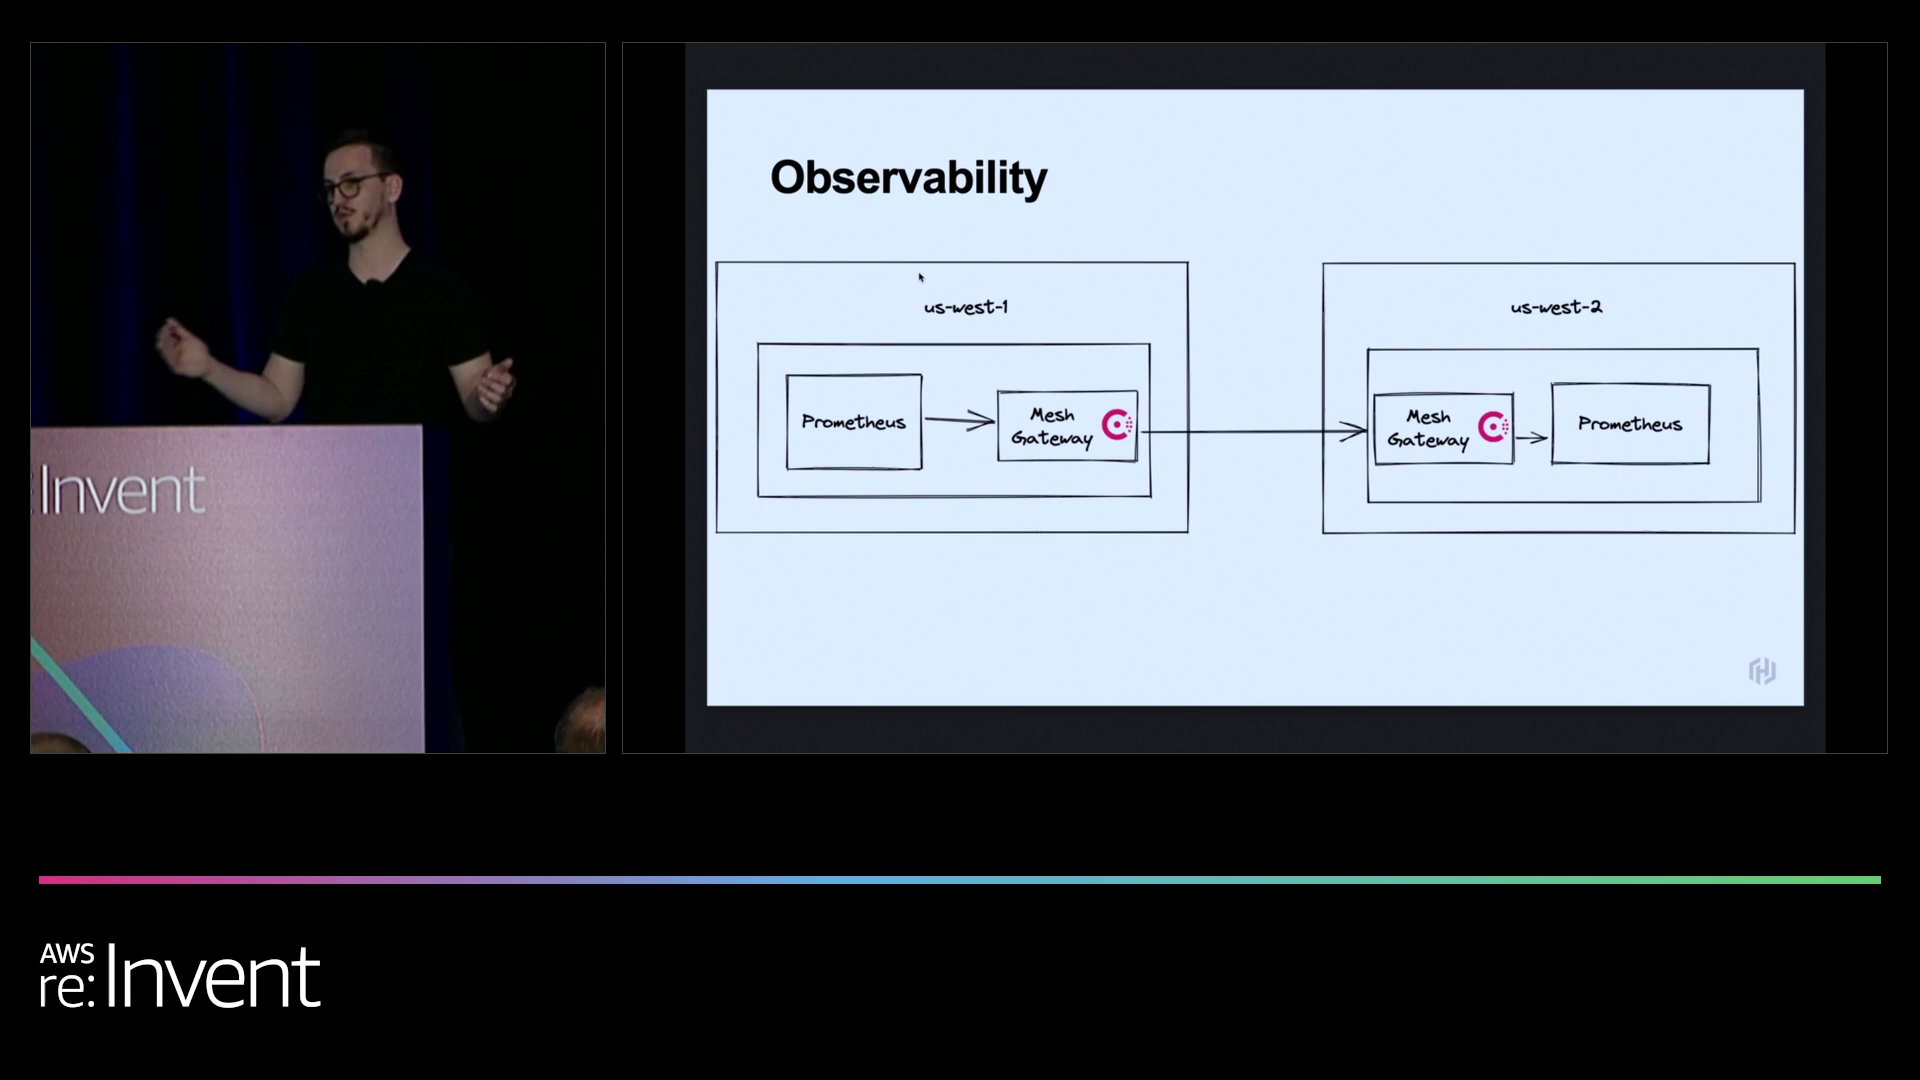 Observability
us-west-1
Prometheus
Mesh
Gateway
us-west-2
Mesh
Gateway
Prometheus
:Invent
AWS
re:Invent